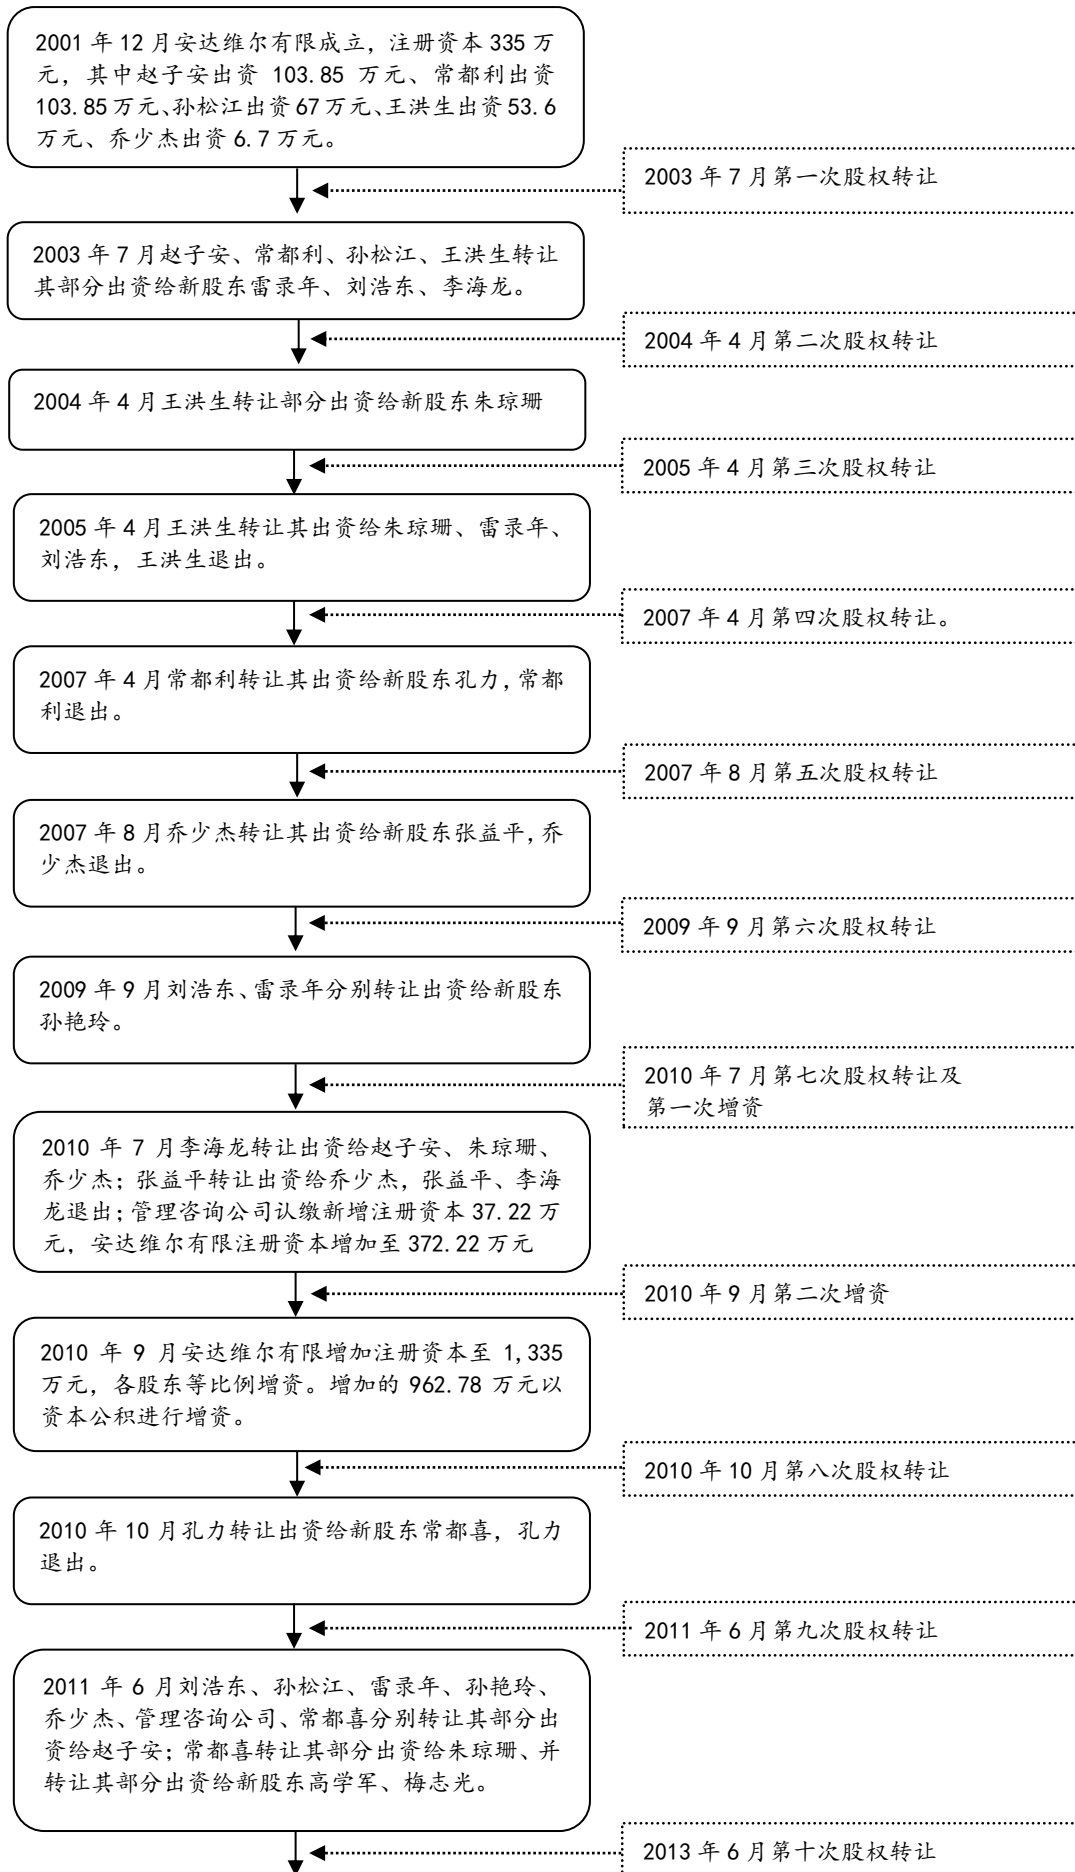 2001 年 12 月安达维尔有限成立，注册资本 335 万
元，其中赵子安出资 103.85 万元、常都利出资
103.85 万元、孙松江出资 67 万元、王洪生出资 53.6
万元、乔少杰出资 6.7 万元。
2003 年 7 月第一次股权转让
2003 年 7 月赵子安、常都利、孙松江、王洪生转让
其部分出资给新股东雷录年、刘浩东、李海龙。
2004 年 4 月第二次股权转让
2004 年 4 月王洪生转让部分出资给新股东朱琼珊
2005 年 4 月第三次股权转让
2005 年 4 月王洪生转让其出资给朱琼珊、雷录年、
刘浩东，王洪生退出。
2007 年 4 月第四次股权转让。
2007 年 4 月常都利转让其出资给新股东孔力，常都
利退出。
2007 年 8 月第五次股权转让
2007 年 8 月乔少杰转让其出资给新股东张益平，乔
少杰退出。
2009 年 9 月第六次股权转让
2009 年 9 月刘浩东、雷录年分别转让出资给新股东
孙艳玲。
2010 年 7 月第七次股权转让及
第一次增资
2010 年 7 月李海龙转让出资给赵子安、朱琼珊、
乔少杰；张益平转让出资给乔少杰，张益平、李海
龙退出；管理咨询公司认缴新增注册资本 37.22 万
元，安达维尔有限注册资本增加至 372.22 万元
2010 年 9 月第二次增资
2010 年 9 月安达维尔有限增加注册资本至 1,335
万元，各股东等比例增资。增加的 962.78 万元以
资本公积进行增资。
2010 年 10 月第八次股权转让
2010 年 10 月孔力转让出资给新股东常都喜，孔力
退出。
2011 年 6 月第九次股权转让
2011 年 6 月刘浩东、孙松江、雷录年、孙艳玲、
乔少杰、管理咨询公司、常都喜分别转让其部分出
资给赵子安；常都喜转让其部分出资给朱琼珊、并
转让其部分出资给新股东高学军、梅志光。
2013 年 6 月第十次股权转让